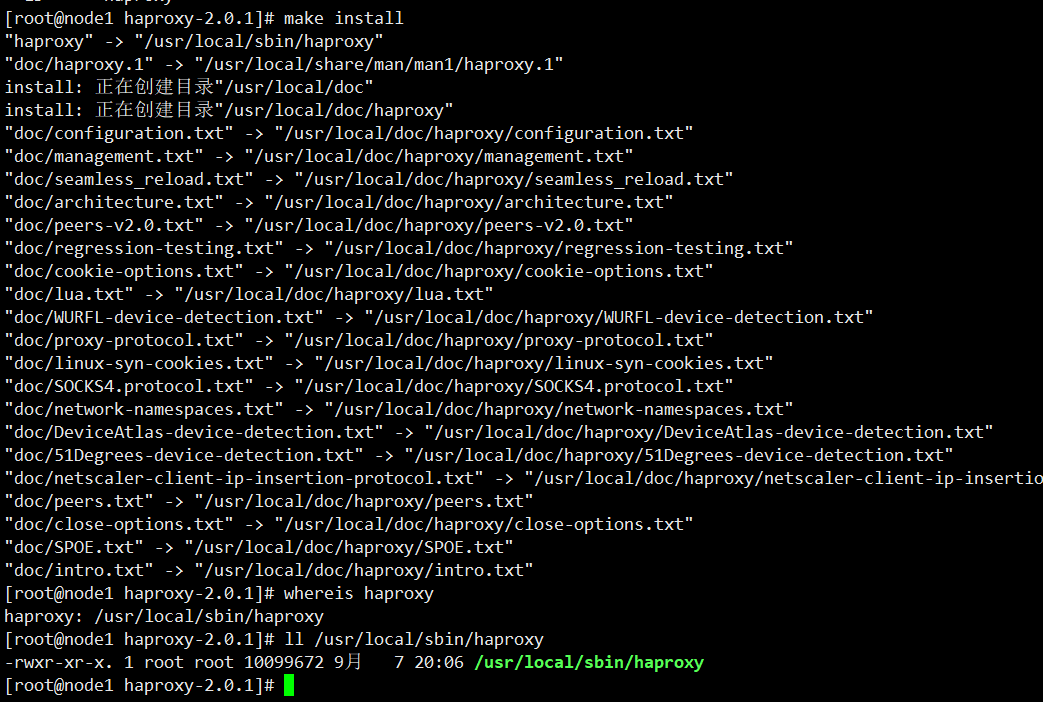 [root@node1 haproxy-2.0.1]# make install
"haproxy" -> "/usr/local/sbin/haproxy"
"doc/haproxy.1" -> "/usr/local/share/man/man1/haproxy.1"
install: 正在创建目录"/usr/local/doc"
install: 正在创建目录"/usr/local/doc/haproxy"
"doc/configuration.txt" -> "/usr/local/doc/haproxy/configuration.txt"
"doc/management.txt" -> "/usr/local/doc/haproxy/management.txt"
"doc/seamless_reload.txt" -> "/usr/local/doc/haproxy/seamless_reload.txt"
"doc/architecture.txt" -> "/usr/local/doc/haproxy/architecture.txt"
"doc/peers-v2.0.txt" -> "/usr/local/doc/haproxy/peers-v2.0.txt"
"doc/regression-testing.txt" -> "/usr/local/doc/haproxy/regression-testing.txt"
"doc/cookie-options.txt" -> "/usr/local/doc/haproxy/cookie-options.txt"
"doc/lua.txt" -> "/usr/local/doc/haproxy/lua.txt"
"doc/WURFL-device-detection.txt" -> "/usr/local/doc/haproxy/WURFL-device-detection.txt"
"doc/proxy-protocol.txt" -> "/usr/local/doc/haproxy/proxy-protocol.txt"
"doc/linux-syn-cookies.txt" -> "/usr/local/doc/haproxy/linux-syn-cookies.txt"
"doc/SOCKS4.protocol.txt" -> "/usr/local/doc/haproxy/SOCKS4.protocol.txt"
"doc/network-namespaces.txt" -> "/usr/local/doc/haproxy/network-namespaces.txt"
"doc/DeviceAtlas-device-detection.txt" -> "/usr/local/doc/haproxy/DeviceAtlas-device-detection.txt"
"doc/51Degrees-device-detection.txt" -> "/usr/local/doc/haproxy/51Degrees-device-detection.txt"
"doc/netscaler-client-ip-insertion-protocol.txt" -> "/usr/local/doc/haproxy/netscaler-client-ip-insertio
"doc/peers.txt" -> "/usr/local/doc/haproxy/peers.txt"
"doc/close-options.txt" -> "/usr/local/doc/haproxy/close-options.txt"
"doc/SPOE.txt" -> "/usr/local/doc/haproxy/SPOE.txt"
"doc/intro.txt" -> "/usr/local/doc/haproxy/intro.txt"
[root@node1 haproxy-2.0.1]# whereis haproxy
haproxy: /usr/local/sbin/haproxy
[root@node1 haproxy-2.0.1]# ll /usr/local/sbin/haproxy
-rwxr-xr-x. 1 root root 10099672 9月   7 20:06 /usr/local/sbin/haproxy
[root@node1 haproxy-2.0.1]#